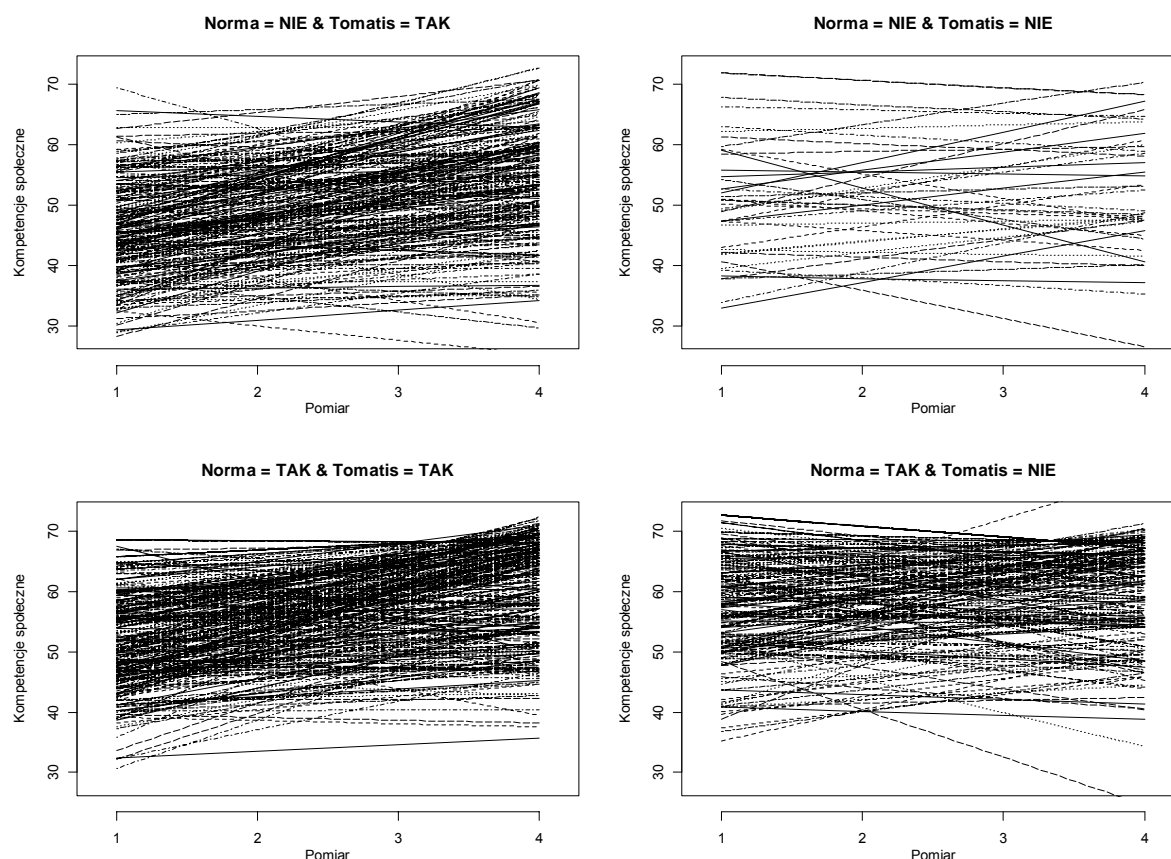 Norma = NIE & Tomatis = TAK
Kompetencje społeczne
70
60
50
40
30
1 2 3 4
Pomiar
Norma = NIE & Tomatis = NIE
Kompetencje społeczne
70
60
50
40
30
1 2 3 4
Pomiar
Norma = TAK & Tomatis = TAK
Kompetencje społeczne
70
60
50
40
30
1 2 3 4
Pomiar
Norma = TAK & Tomatis = NIE
Kompetencje społeczne
70
60
50
40
30
1 2 3 4
Pomiar